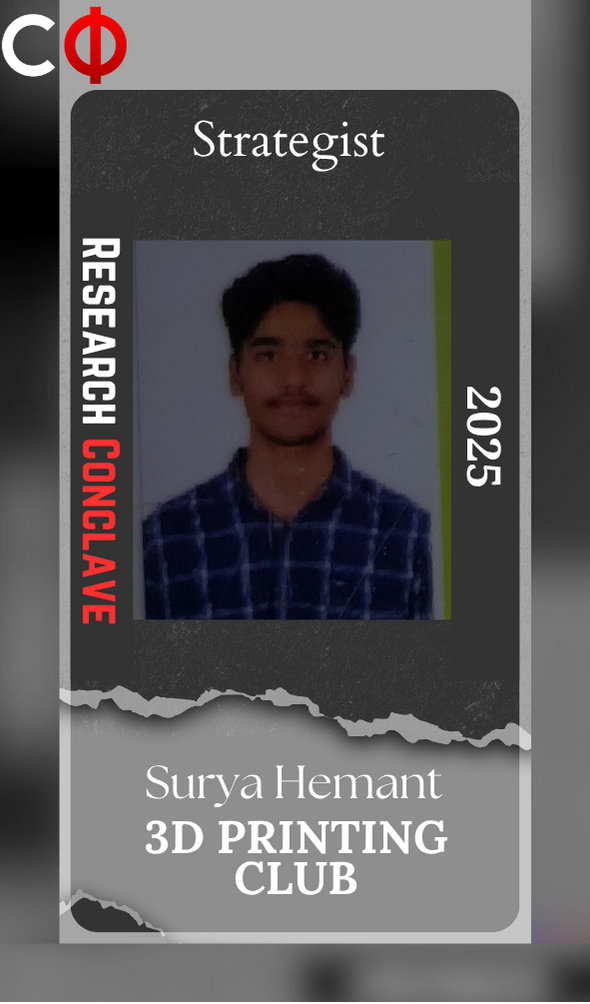 CΦ
Strategist
RESEARCH CONCLAVE
2025
Surya Hemant
3D PRINTING
CLUB